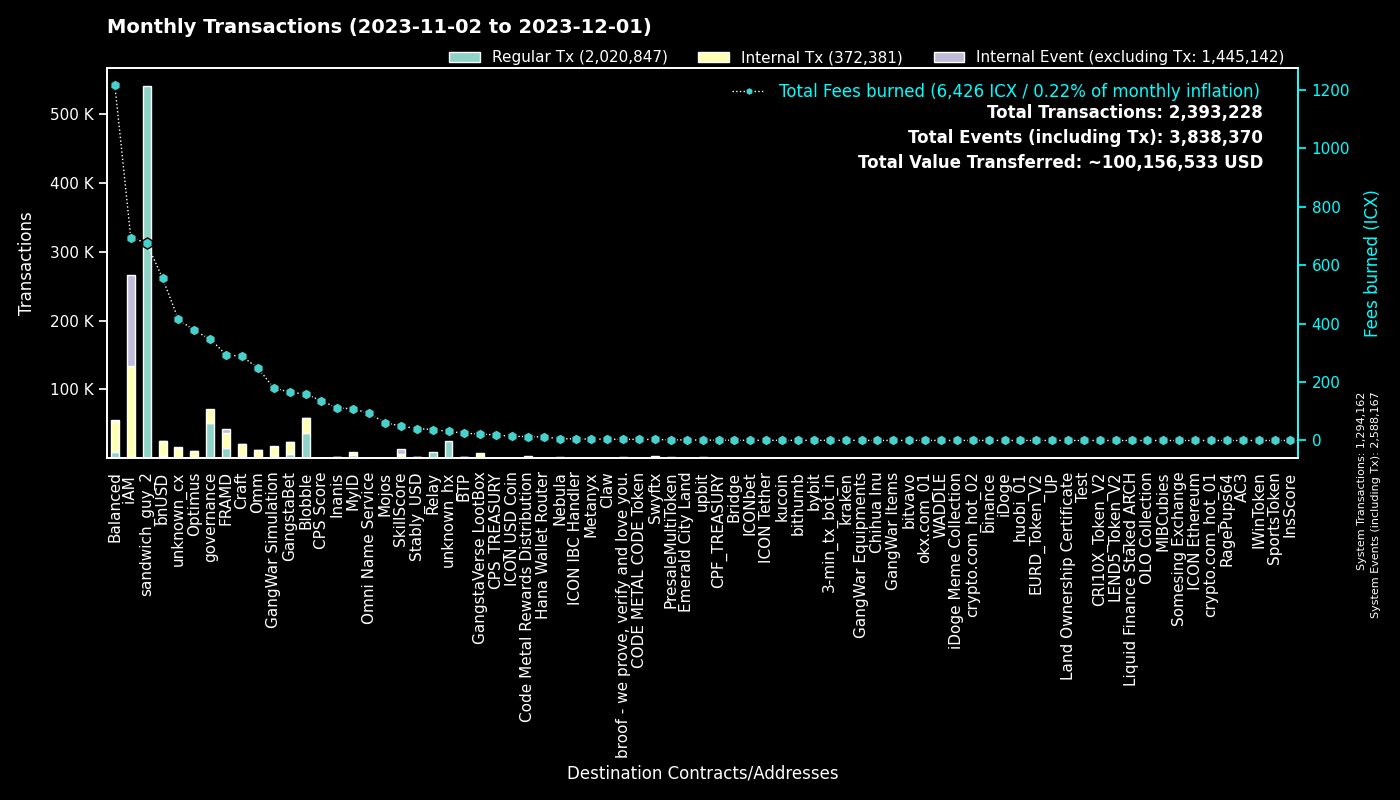 Monthly Transactions (2023-11-02 to 2023-12-01)
Regular Tx (2,020,847)
Internal Tx (372,381)
Internal Event (excluding Tx: 1,445,142)
Total Fees burned (6,426 ICX / 0.22% of monthly inflation)
Total Transactions: 2,393,228
Total Events (including Tx): 3,838,370
Total Value Transferred: ~100,156,533 USD
Transactions
500 K
400 K
300 K
200 K
100 K
1200
1000
800
600
400
200
0
Fees burned (ICX)
System Transactions: 1,294,162
System Events (including Tx): 2,588,167
Balanced
iAM
sandwich_guy_2
bnUSD
unknown_cx
Optimus
governance
FRAMD
Craft
Omm
GangWar Simulation
GangstaBet
Blobble
CPS Score
Inanis
MyID
Omni Name Service
Mojos
SkillScore
Stably_USD
Relay
unknown_hx
BTP
GangstaVerse LootBox
CPS_TREASURY
ICON USD Coin
Code Metal Rewards Distribution
Hana Wallet Router
Nebula
ICON IBC Handler
Metanyx
Claw
broof - we prove, verify and love you.
CODE METAL CODE Token
Swyftx
PresaleMultiToken
Emerald City Land
upbit
CPF_TREASURY
Bridge
ICONbet
ICON Tether
kucoin
bithumb
bybit
3-min_tx_bot_in
kraken
GangWar Equipments
Chihua Inu
GangWar Items
bitvavo
okx.com_01
WADDLE
iDoge Meme Collection
crypto.com_hot_02
binance
iDoge
huobi_01
EURD_Token_V2
UP
Land Ownership Certificate
Test
CRI10X_Token_V2
LEND5_Token_V2
Liquid Finance Staked ARCH
OLO Collection
MIBCubies
Somesing Exchange
ICON Ethereum
crypto.com_hot_01
RagePups64
AC3
IWinToken
SportsToken
InsScore
Destination Contracts/Addresses